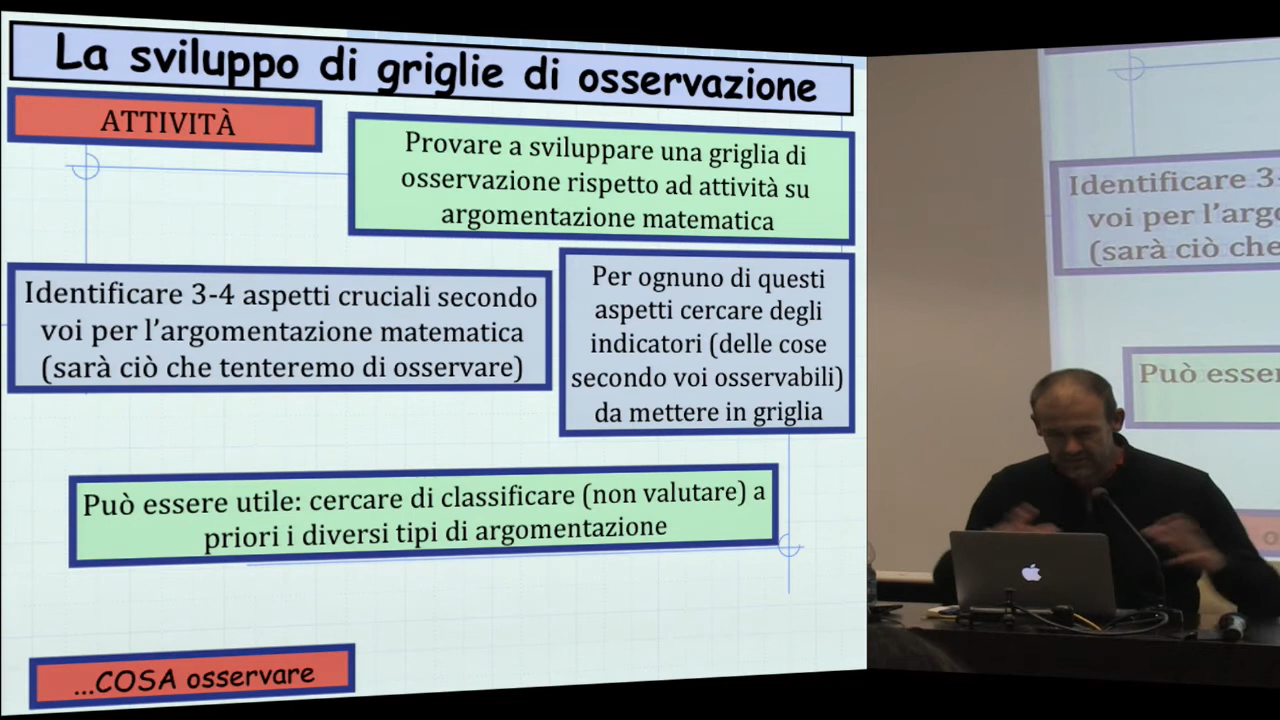 La sviluppo di griglie di osservazione
ATTIVITÀ
Provare a sviluppare una griglia di
osservazione rispetto ad attività su
argomentazione matematica
Identificare 3-4 aspetti cruciali secondo
voi per l'argomentazione matematica
(sarà ciò che tenteremo di osservare)
Per ognuno di questi
aspetti cercare degli
indicatori (delle cose
secondo voi osservabili)
da mettere in griglia
Può essere utile: cercare di classificare (non valutare) a
priori i diversi tipi di argomentazione
...COSA osservare
Identificare 3-
voi per l'argo
(sarà ciò che
Può esser